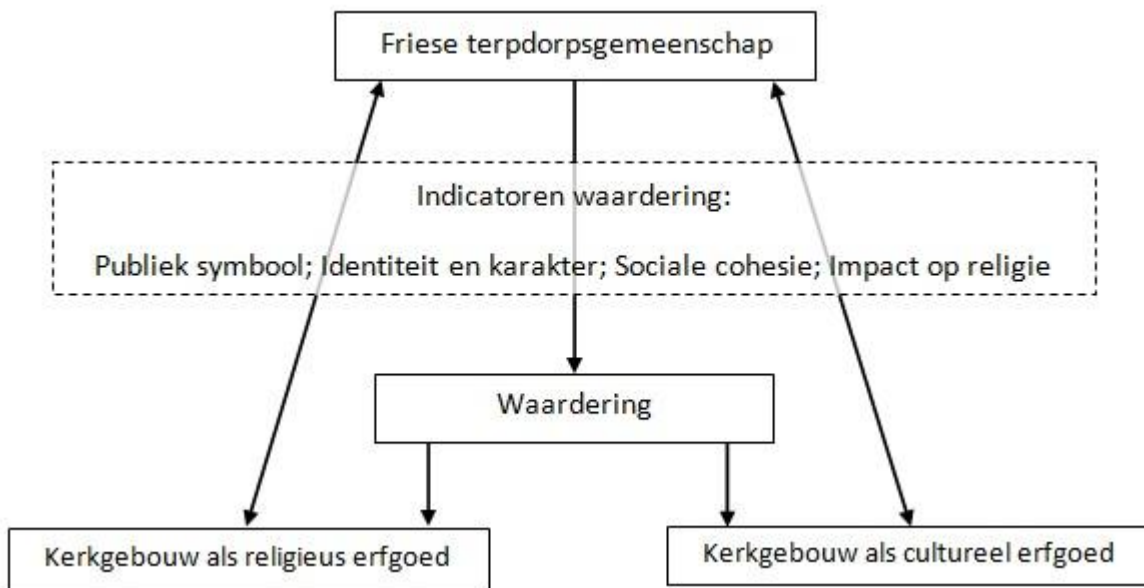 Friese terpdorpsgemeenschap
Indicatoren waardering:
Publiek symbool; Identiteit en karakter; Sociale cohesie; Impact op religie
Waardering
Kerkgebouw als religieus erfgoed
Kerkgebouw als cultureel erfgoed